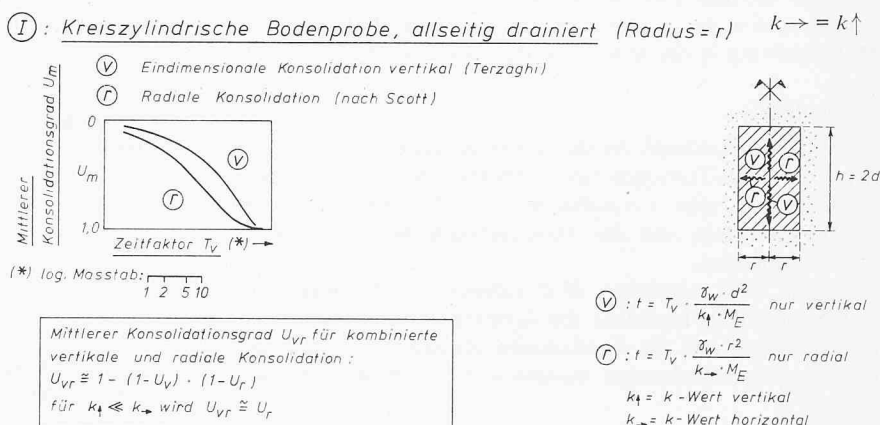 I : Kreiszylindrische Bodenprobe, allseitig drainiert (Radius = r) k→ = k↑
v Eindimensionale Konsolidation vertikal (Terzaghi)
r Radiale Konsolidation (nach Scott)
Mittlerer
Konsolidationsgrad Um
0
Um
1,0
v
r
Zeitfaktor Tv (*) →
(*) log. Masstab:
1 2 5 10
Mittlerer Konsolidationsgrad Uvr für kombinierte
vertikale und radiale Konsolidation :
Uvr ≅ 1 - (1-Uv) · (1-Ur)
für k↑ ≪ k→ wird Uvr ≅ Ur
v r
r v
h = 2d
r r
v : t = Tv · γw · d² / k↑ · ME nur vertikal
r : t = Tv · γw · r² / k→ · ME nur radial
k↑ = k-Wert vertikal
k→ = k-Wert horizontal